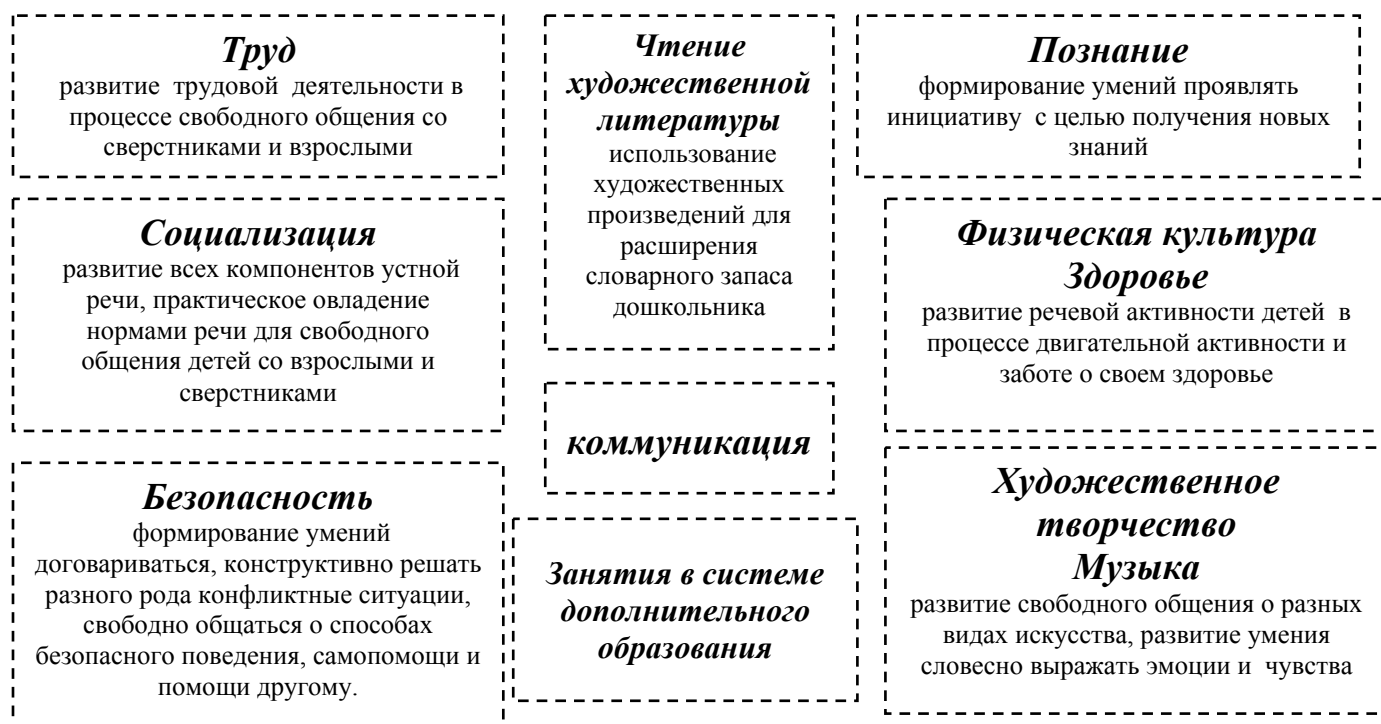 Труд
развитие трудовой деятельности в
процессе свободного общения со
сверстниками и взрослыми
Чтение
художественной
литературы
использование
художественных
произведений для
расширения
словарного запаса
дошкольника
Познание
формирование умений проявлять
инициативу с целью получения новых
знаний
Социализация
развитие всех компонентов устной
речи, практическое овладение
нормами речи для свободного
общения детей со взрослыми и
сверстниками
Физическая культура
Здоровье
развитие речевой активности детей в
процессе двигательной активности и
заботе о своем здоровье
коммуникация
Безопасность
формирование умений
договариваться, конструктивно решать
разного рода конфликтные ситуации,
свободно общаться о способах
безопасного поведения, самопомощи и
помощи другому.
Занятия в системе
дополнительного
образования
Художественное
творчество
Музыка
развитие свободного общения о разных
видах искусства, развитие умения
словесно выражать эмоции и чувства